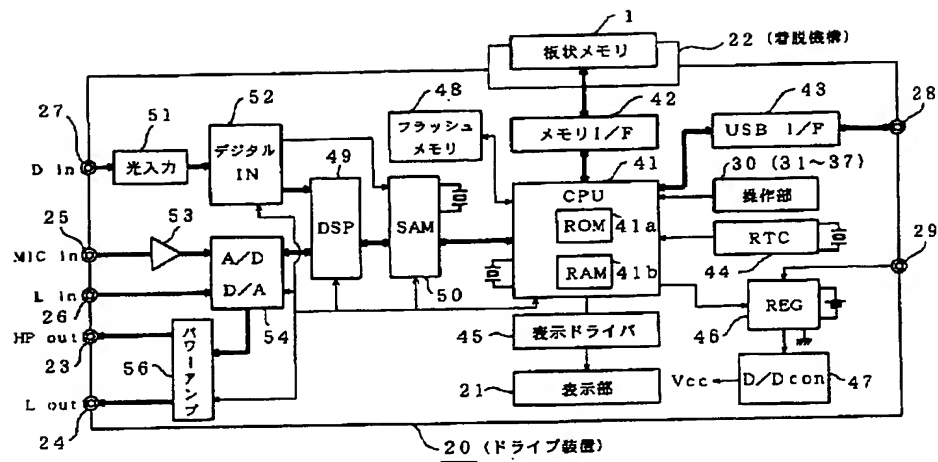 1
板状メモリ
22 (着脱機構)
27
51
52
48
42
43
28
フラッシュ
メモリ
メモリI/F
USB I/F
D in
光入力
デジタル
IN
49
41
30 (31〜37)
CPU
操作部
25
53
DSP
SAM
ROM
41a
RTC
29
MIC in
A/D
D/A
RAM
41b
44
L in
26
54
50
REG
45
表示ドライバ
46
HP out
23
56
パワーアンプ
21
表示部
Vcc
D/Dcon
47
L out
24
20 (ドライブ装置)